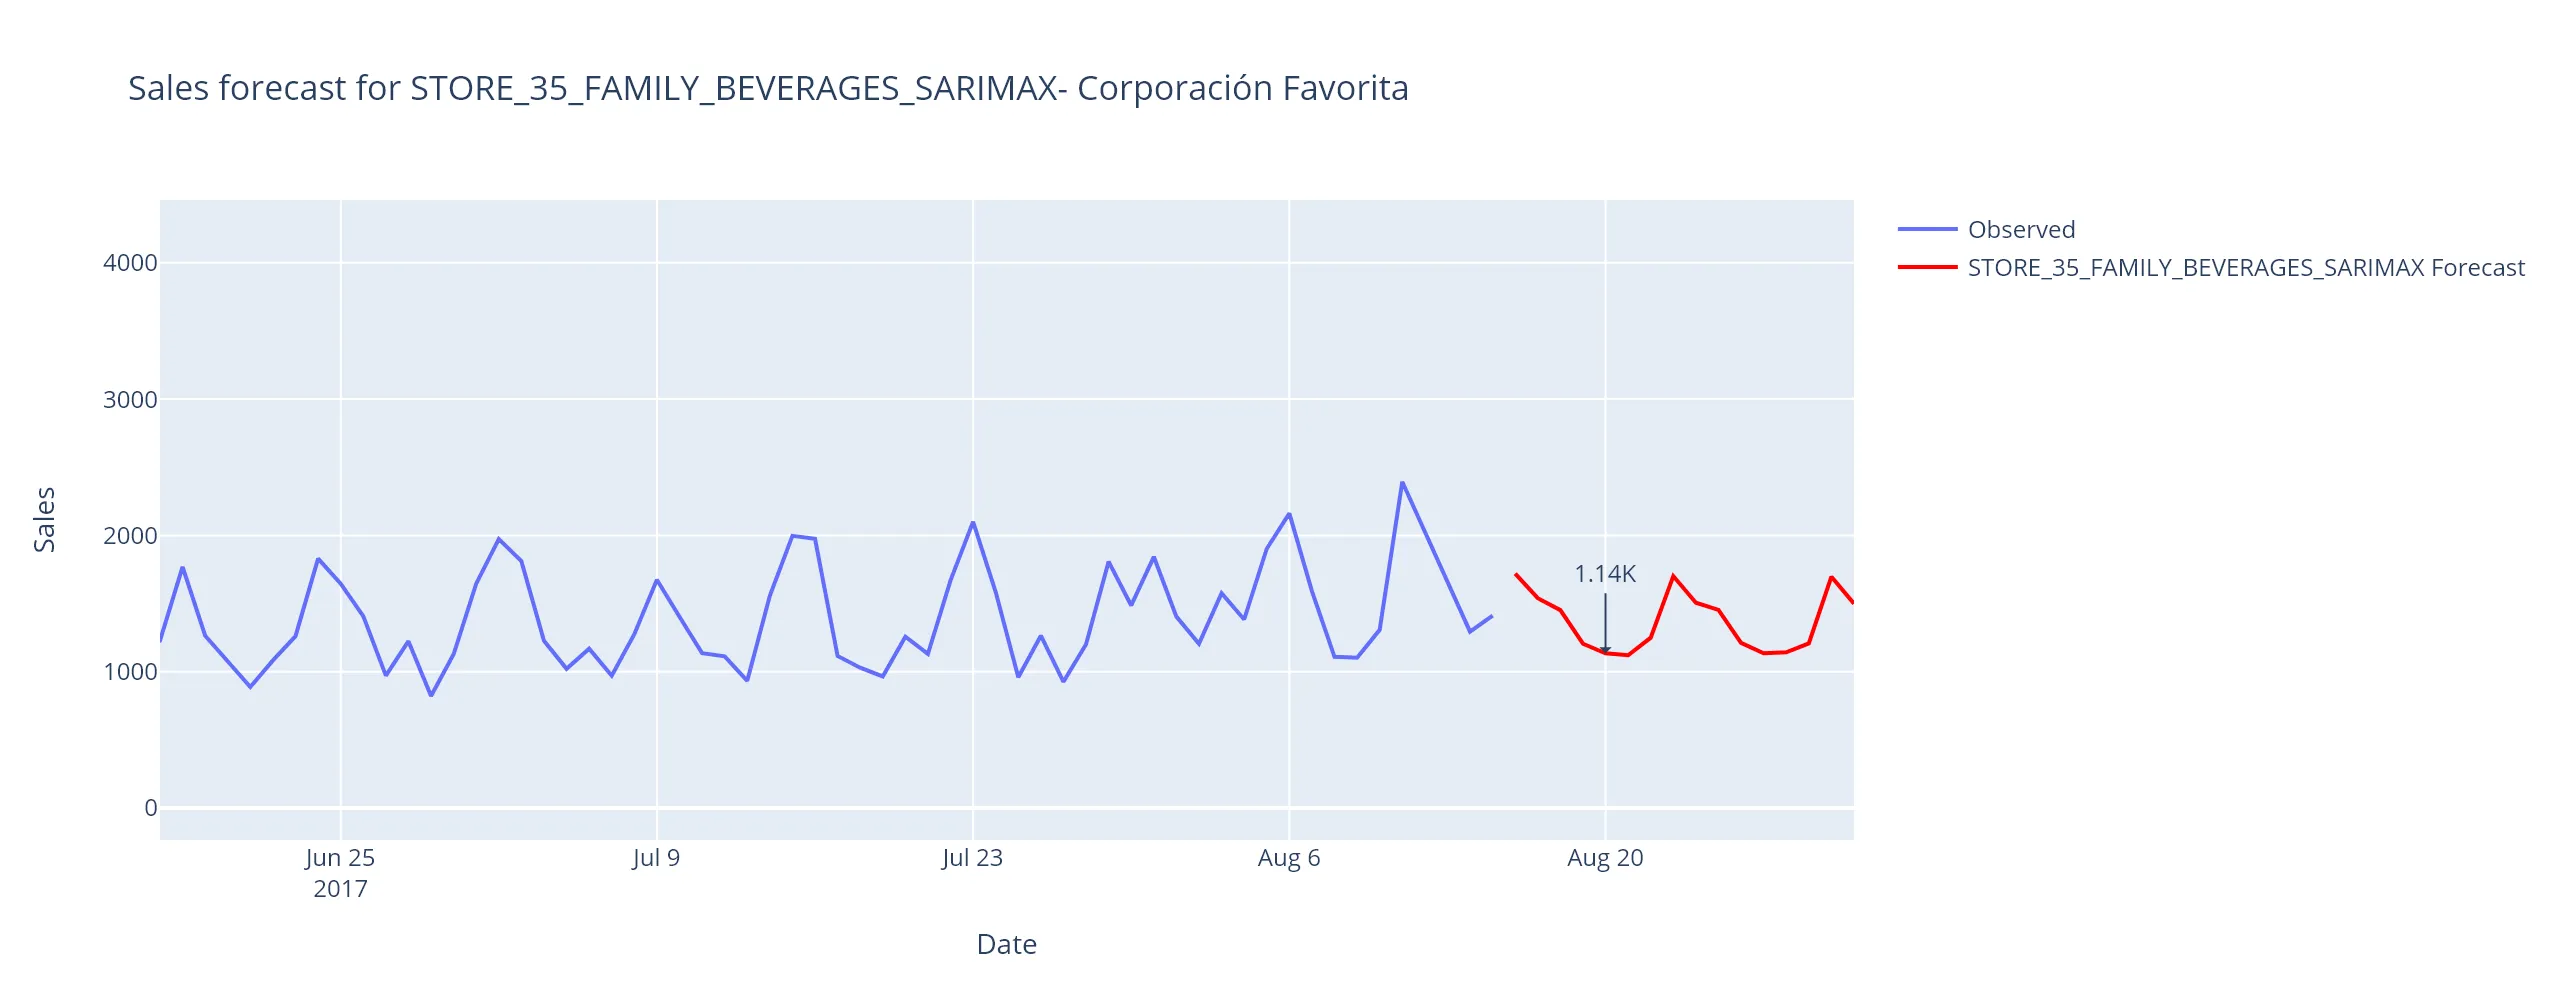 Sales forecast for STORE_35_FAMILY_BEVERAGES_SARIMAX- Corporación Favorita
Observed
STORE_35_FAMILY_BEVERAGES_SARIMAX Forecast
4000
3000
2000
1000
0
Sales
1.14K
Jun 25
2017
Jul 9
Jul 23
Aug 6
Aug 20
Date